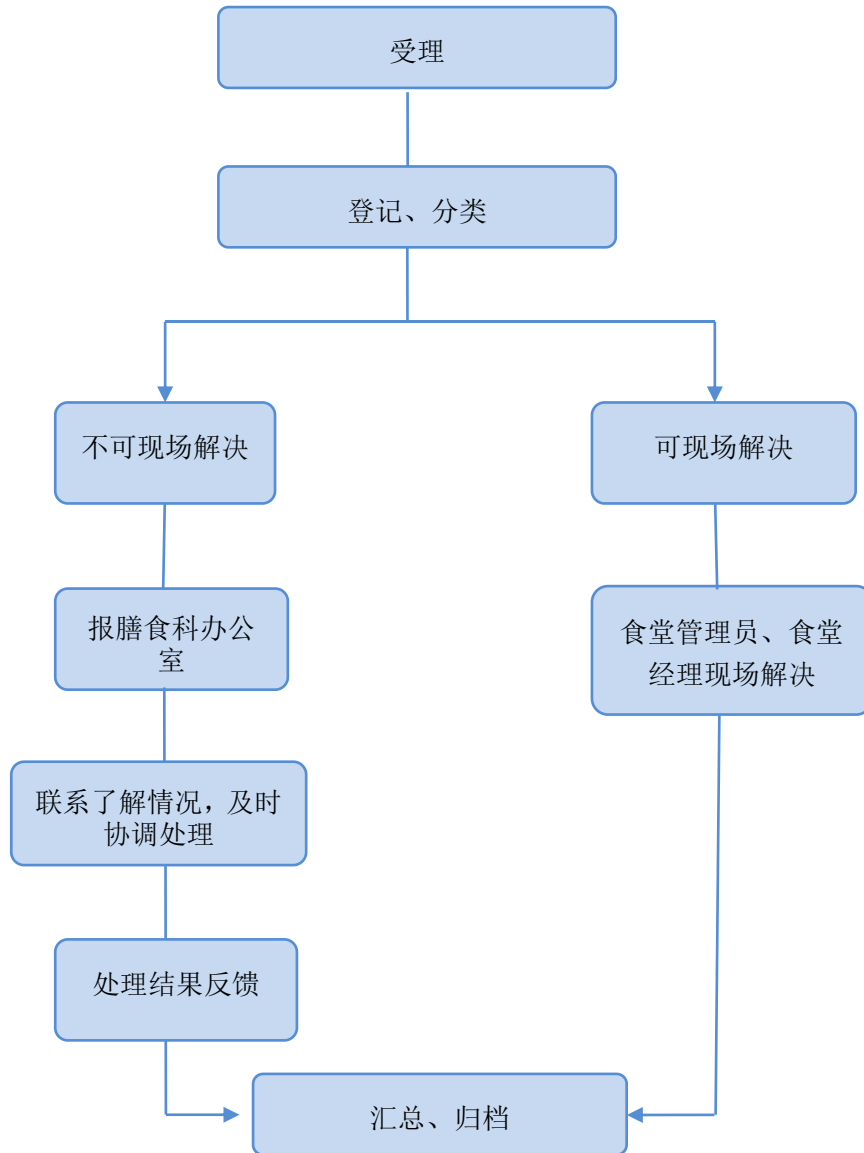 受理
登记、分类
不可现场解决
可现场解决
报膳食科办公
室
食堂管理员、食堂
经理现场解决
联系了解情况，及时
协调处理
处理结果反馈
汇总、归档